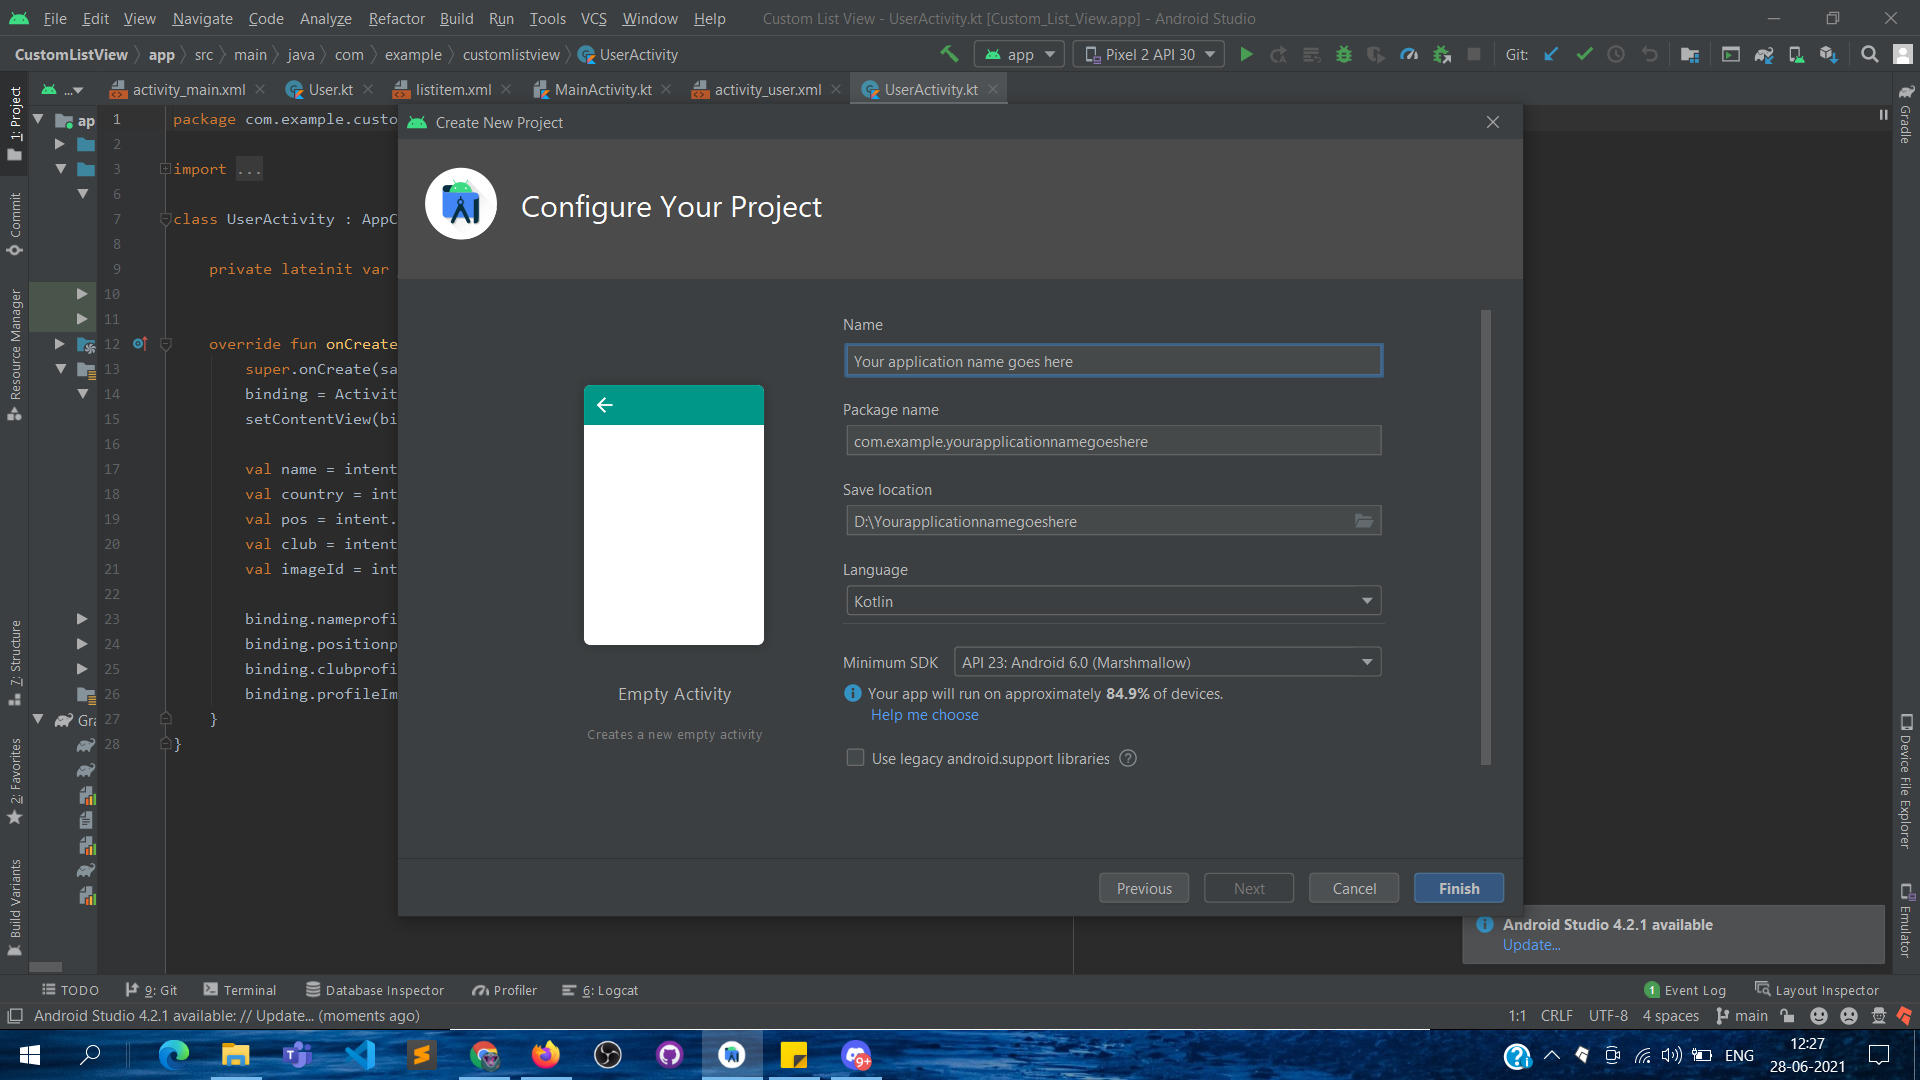 File Edit View Navigate Code Analyze Refactor Build Run Tools VCS Window Help Custom List View - UserActivity.kt [Custom_List_View.app] - Android Studio
CustomListView app src main java com example customlistview UserActivity app Pixel 2 API 30 Git:
... activity_main.xml User.kt listitem.xml MainActivity.kt activity_user.xml UserActivity.kt
1: Project
Commit
Resource Manager
7: Structure
2: Favorites
Build Variants
ap
Gra
1 package com.example.custo
2
3 import ...
6
7 class UserActivity : AppC
8
9 private lateinit var
10
11
12 override fun onCreate
13 super.onCreate(sa
14 binding = Activit
15 setContentView(bi
16
17 val name = intent
18 val country = int
19 val pos = intent.
20 val club = intent
21 val imageId = int
22
23 binding.nameprofi
24 binding.positionp
25 binding.clubprofi
26 binding.profileIm
27 }
28 }
Create New Project
Configure Your Project
Empty Activity
Creates a new empty activity
Name
Your application name goes here
Package name
com.example.yourapplicationnamegoeshere
Save location
D:\Yourapplicationnamegoeshere
Language
Kotlin
Minimum SDK API 23: Android 6.0 (Marshmallow)
Your app will run on approximately 84.9% of devices.
Help me choose
Use legacy android.support libraries ?
Previous Next Cancel Finish
Gradle
Device File Explorer
Emulator
Android Studio 4.2.1 available
Update...
TODO 9: Git Terminal Database Inspector Profiler 6: Logcat 1 Event Log Layout Inspector
Android Studio 4.2.1 available: // Update... (moments ago) 1:1 CRLF UTF-8 4 spaces main
9+ ENG 12:27
28-06-2021